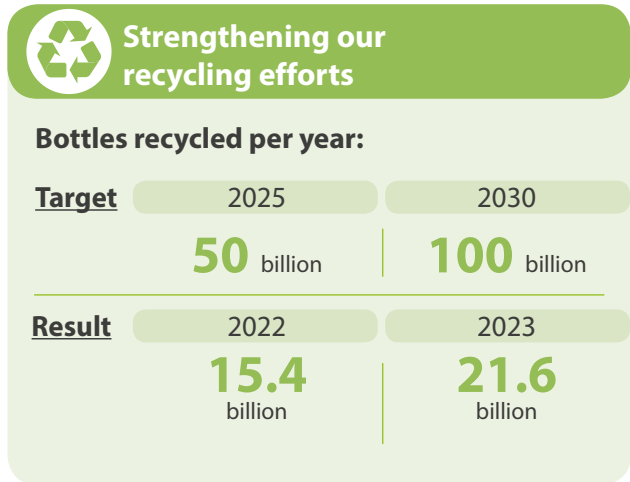 Strengthening our
recycling efforts
Bottles recycled per year:
Target 2025 2030
50 billion 100 billion
Result 2022 2023
15.4 21.6
billion billion